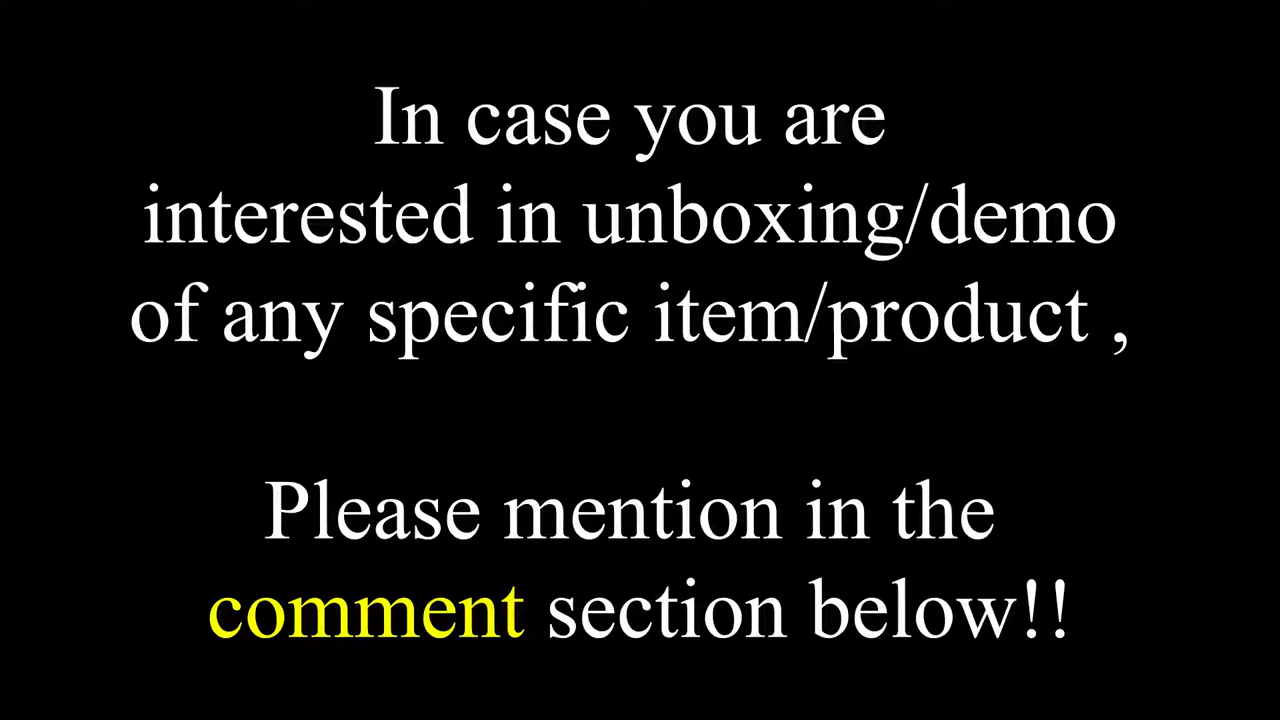 In case you are
interested in unboxing/demo
of any specific item/product ,
Please mention in the
comment section below!!